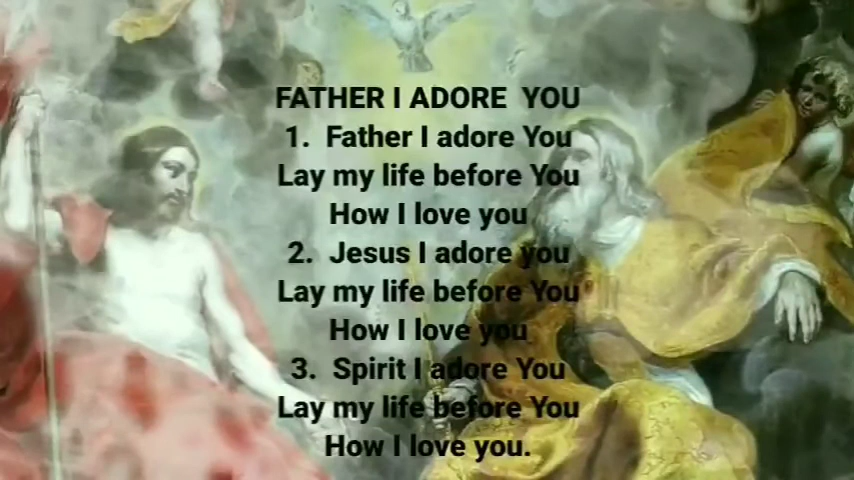 FATHER I ADORE  YOU
1.  Father I adore You
Lay my life before You
How I love you
2.  Jesus I adore you
Lay my life before You
How I love you
3.  Spirit I adore You
Lay my life before You
How I love you.